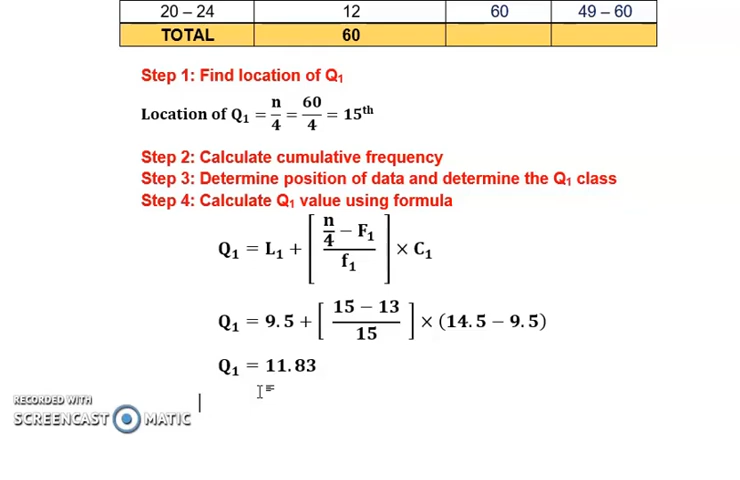 20 – 24 12 60 49 – 60
TOTAL 60
Step 1: Find location of Q₁
Location of Q₁ = n/4 = 60/4 = 15ᵗʰ
Step 2: Calculate cumulative frequency
Step 3: Determine position of data and determine the Q₁ class
Step 4: Calculate Q₁ value using formula
Q₁ = L₁ + [ (n/4 – F₁)/f₁ ] × C₁
Q₁ = 9.5 + [ (15 – 13)/15 ] × (14.5 – 9.5)
Q₁ = 11.83
RECORDED WITH
SCREENCAST MATIC